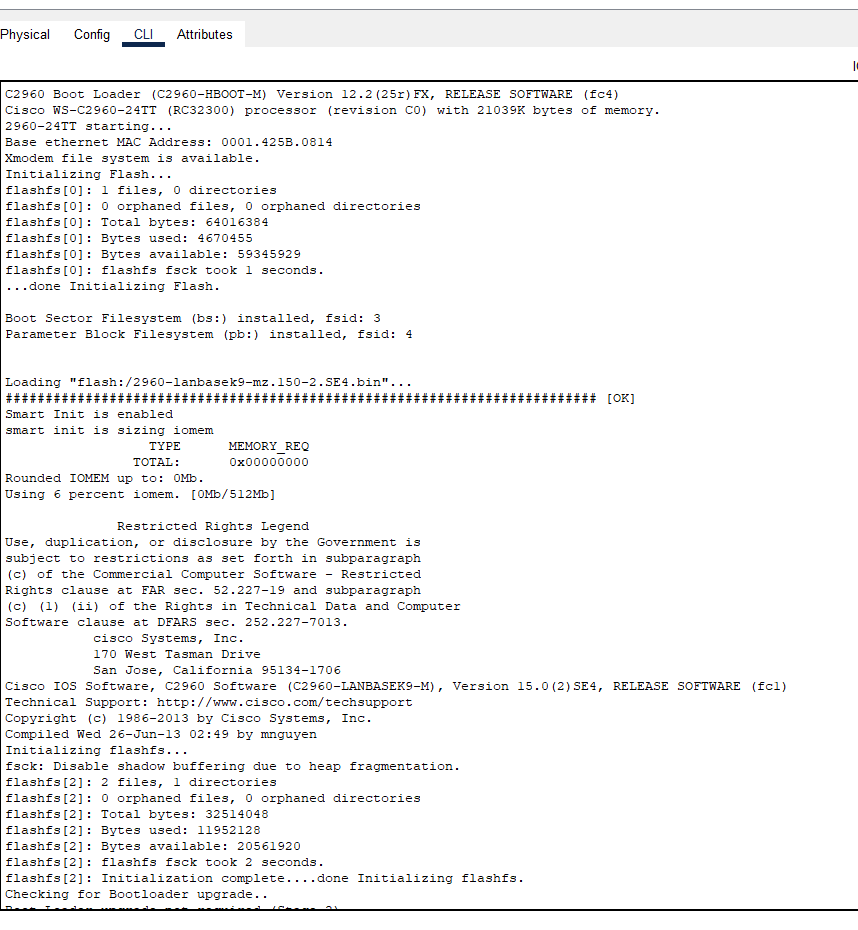 Physical Config CLI Attributes
C2960 Boot Loader (C2960-HBOOT-M) Version 12.2(25r)FX, RELEASE SOFTWARE (fc4)
Cisco WS-C2960-24TT (RC32300) processor (revision C0) with 21039K bytes of memory.
2960-24TT starting...
Base ethernet MAC Address: 0001.425B.0814
Xmodem file system is available.
Initializing Flash...
flashfs[0]: 1 files, 0 directories
flashfs[0]: 0 orphaned files, 0 orphaned directories
flashfs[0]: Total bytes: 64016384
flashfs[0]: Bytes used: 4670455
flashfs[0]: Bytes available: 59345929
flashfs[0]: flashfs fsck took 1 seconds.
...done Initializing Flash.
Boot Sector Filesystem (bs:) installed, fsid: 3
Parameter Block Filesystem (pb:) installed, fsid: 4
Loading "flash:/2960-lanbasek9-mz.150-2.SE4.bin"...
########################################################################## [OK]
Smart Init is enabled
smart init is sizing iomem
TYPE MEMORY_REQ
TOTAL: 0x00000000
Rounded IOMEM up to: 0Mb.
Using 6 percent iomem. [0Mb/512Mb]
Restricted Rights Legend
Use, duplication, or disclosure by the Government is
subject to restrictions as set forth in subparagraph
(c) of the Commercial Computer Software - Restricted
Rights clause at FAR sec. 52.227-19 and subparagraph
(c) (1) (ii) of the Rights in Technical Data and Computer
Software clause at DFARS sec. 252.227-7013.
cisco Systems, Inc.
170 West Tasman Drive
San Jose, California 95134-1706
Cisco IOS Software, C2960 Software (C2960-LANBASEK9-M), Version 15.0(2)SE4, RELEASE SOFTWARE (fc1)
Technical Support: http://www.cisco.com/techsupport
Copyright (c) 1986-2013 by Cisco Systems, Inc.
Compiled Wed 26-Jun-13 02:49 by mnguyen
Initializing flashfs...
fsck: Disable shadow buffering due to heap fragmentation.
flashfs[2]: 2 files, 1 directories
flashfs[2]: 0 orphaned files, 0 orphaned directories
flashfs[2]: Total bytes: 32514048
flashfs[2]: Bytes used: 11952128
flashfs[2]: Bytes available: 20561920
flashfs[2]: flashfs fsck took 2 seconds.
flashfs[2]: Initialization complete....done Initializing flashfs.
Checking for Bootloader upgrade..